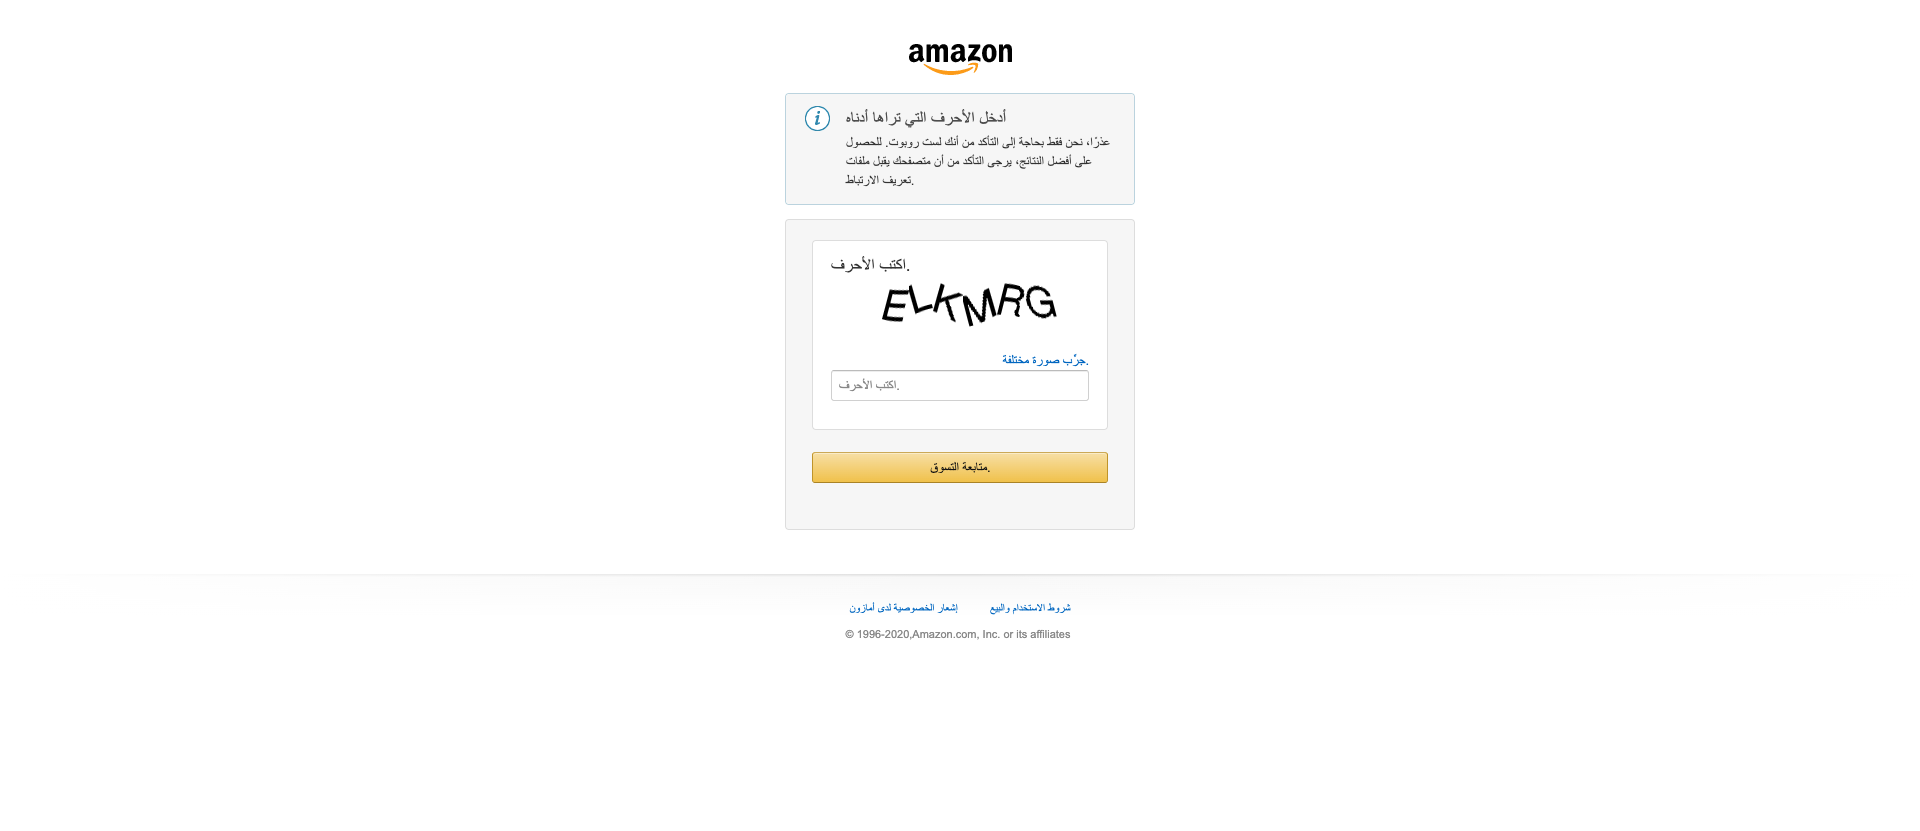 amazon
أدخل الأحرف التي تراها أدناه
عذرًا، نحن فقط بحاجة إلى التأكد من أنك لست روبوت. للحصول
على أفضل النتائج، يرجى التأكد من أن متصفحك يقبل ملفات
تعريف الارتباط.
اكتب الأحرف.
ELKMRG
جرِّب صورة مختلفة.
اكتب الأحرف.
متابعة التسوق.
إشعار الخصوصية لدى أمازون شروط الاستخدام والبيع
© 1996-2020,Amazon.com, Inc. or its affiliates